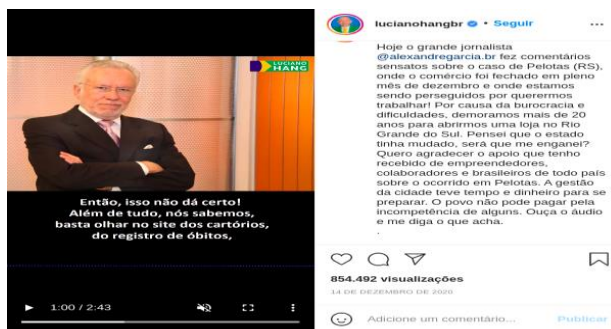 LUCIANO
HANG
Então, isso não dá certo!
Além de tudo, nós sabemos,
basta olhar no site dos cartórios,
do registro de óbitos,
1:00 / 2:43
lucianohangbr • Seguir
Hoje o grande jornalista
@alexandregarcia.br fez comentários
sensatos sobre o caso de Pelotas (RS),
onde o comércio foi fechado em pleno
mês de dezembro e onde estamos
sendo perseguidos por querermos
trabalhar! Por causa da burocracia e
dificuldades, demoramos mais de 20
anos para abrirmos uma loja no Rio
Grande do Sul. Pensei que o estado
tinha mudado, será que me enganei?
Quero agradecer o apoio que tenho
recebido de empreendedores,
colaboradores e brasileiros de todo país
sobre o ocorrido em Pelotas. A gestão
da cidade teve tempo e dinheiro para se
preparar. O povo não pode pagar pela
incompetência de alguns. Ouça o áudio
e me diga o que acha.
.
854.492 visualizações
14 DE DEZEMBRO DE 2020
Adicione um comentário... Publicar